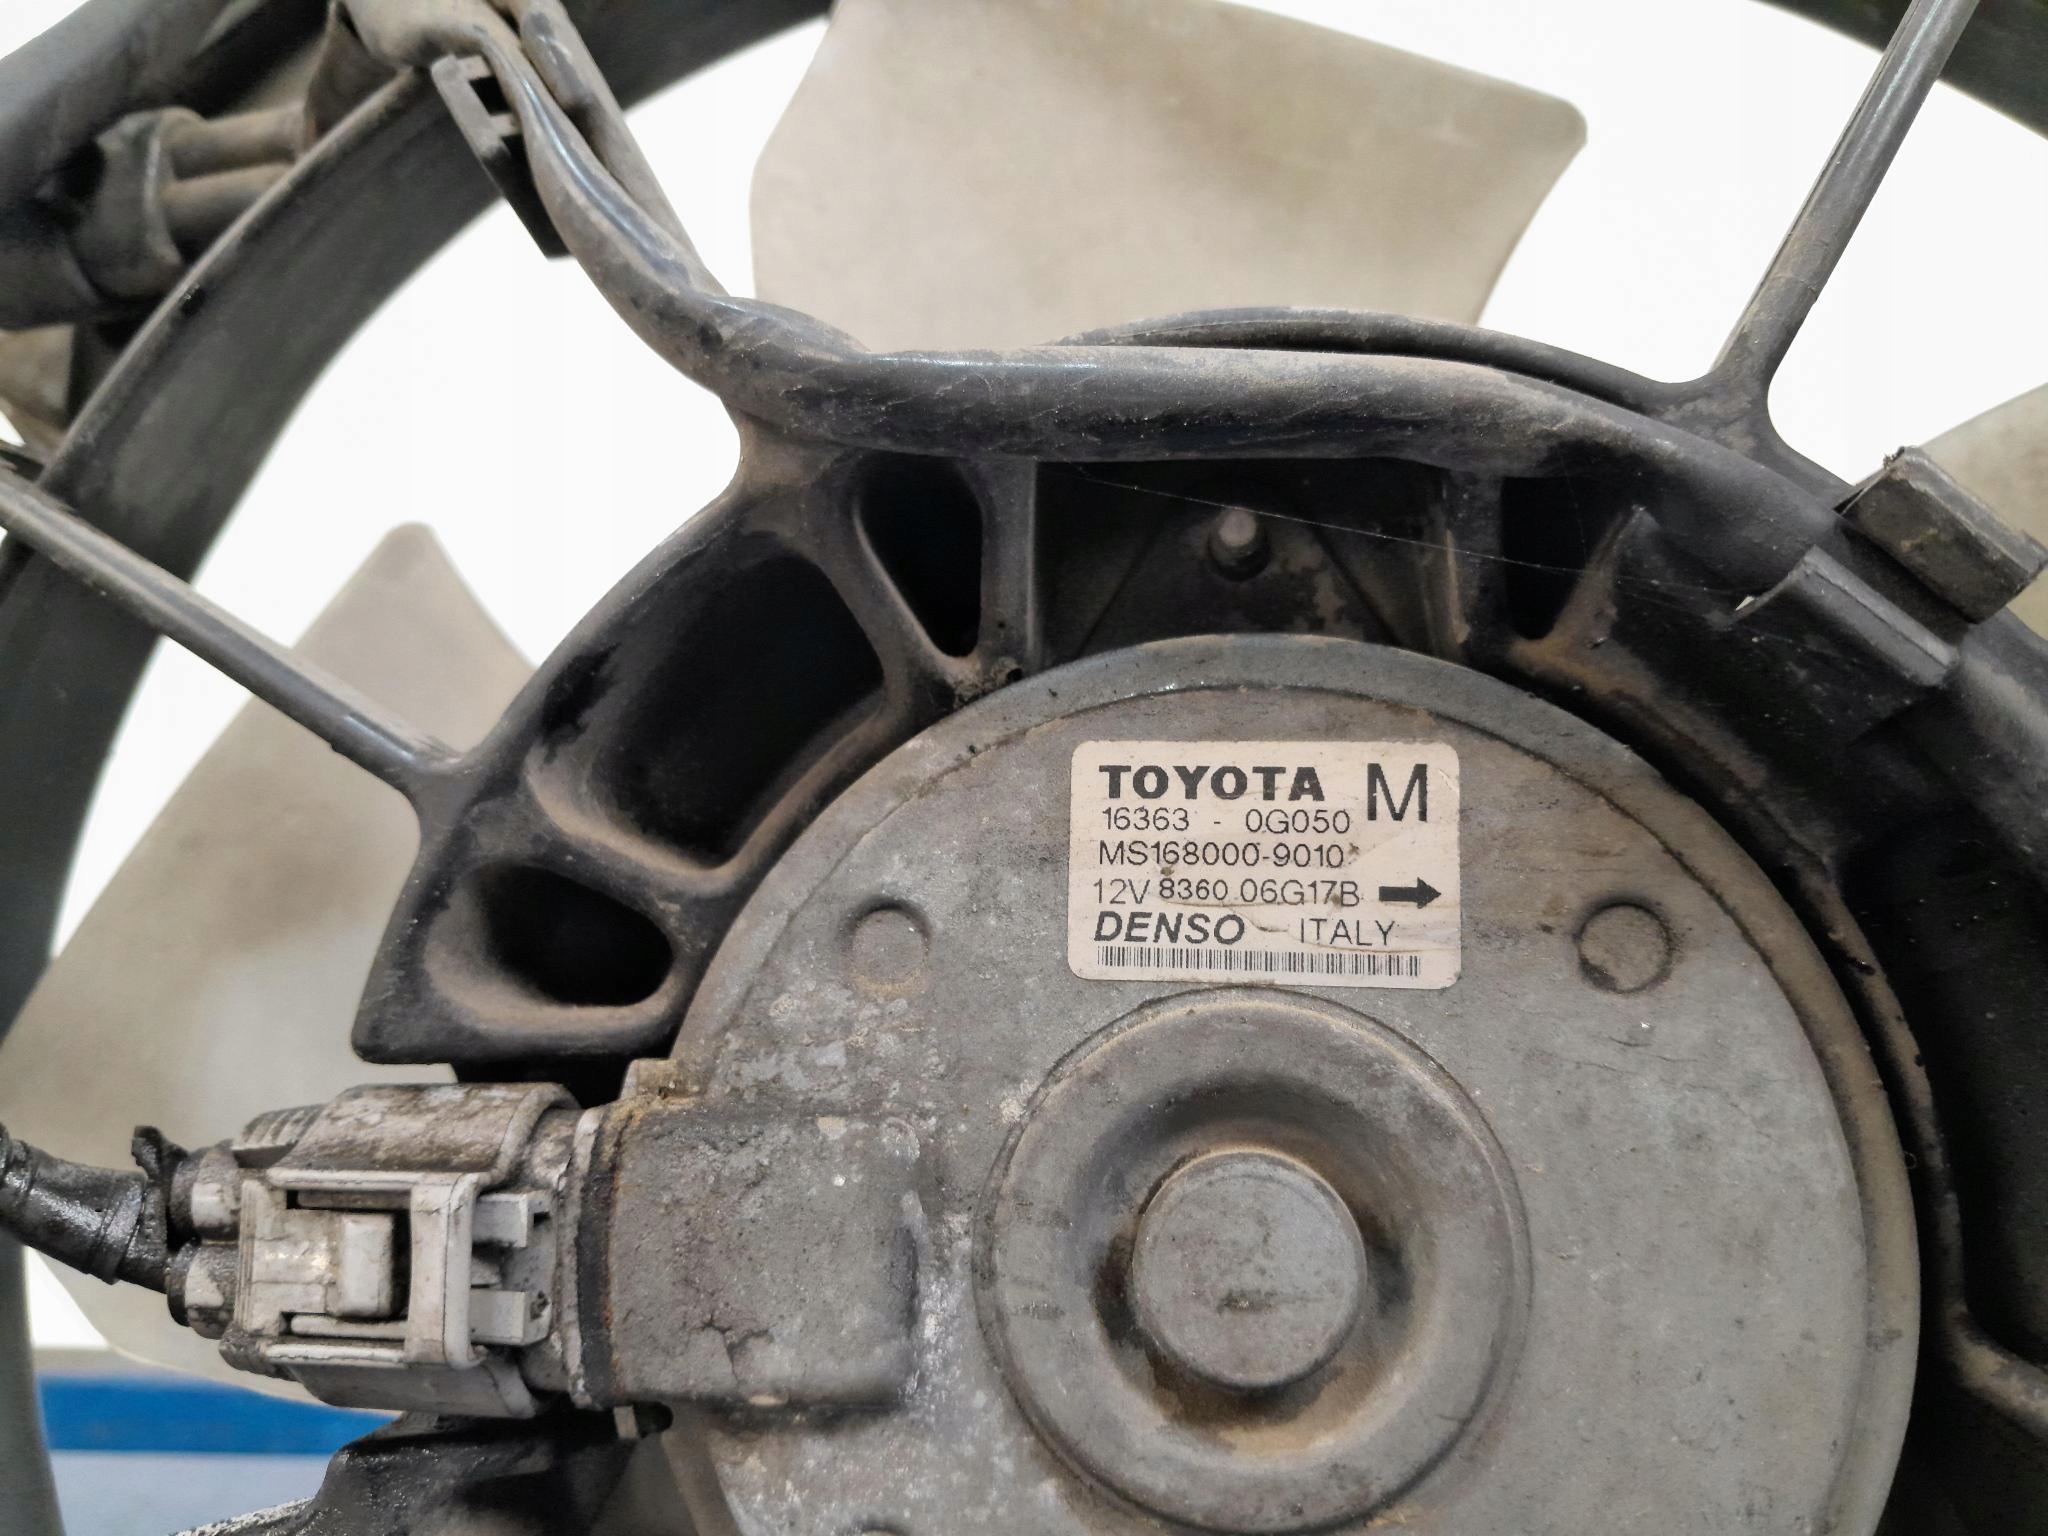 TOYOTA M
16363 - 0G050
MS168000-9010
12V 8360 06G17B
DENSO ITALY